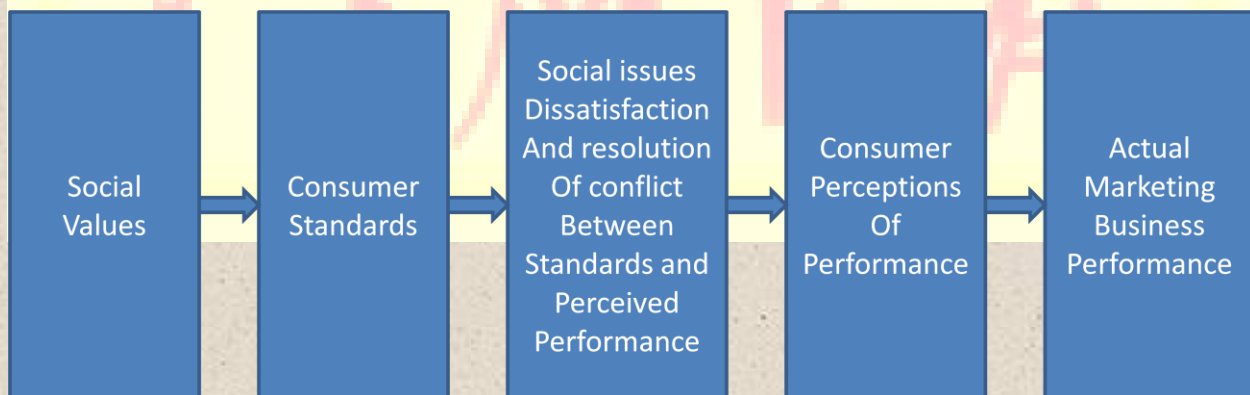 Social
Values
Consumer
Standards
Social issues
Dissatisfaction
And resolution
Of conflict
Between
Standards and
Perceived
Performance
Consumer
Perceptions
Of
Performance
Actual
Marketing
Business
Performance